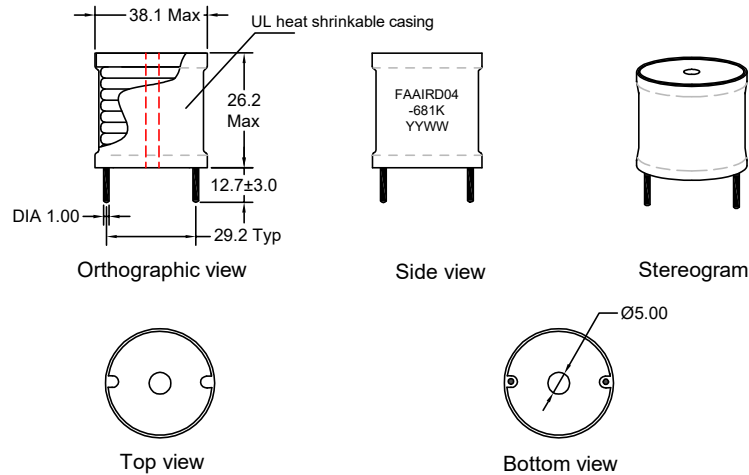 38.1 Max
UL heat shrinkable casing
26.2
Max
12.7±3.0
DIA 1.00
29.2 Typ
Orthographic view
FAAIRD04
-681K
YYWW
Side view
Stereogram
Top view
Ø5.00
Bottom view